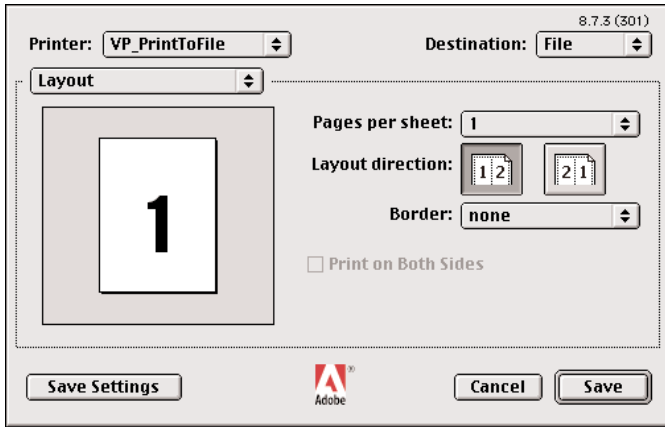 8.7.3 (301)
Printer: VP_PrintToFile Destination: File
Layout
Pages per sheet: 1
Layout direction: 1 2 2 1
1
Border: none
Print on Both Sides
Save Settings Adobe ® Cancel Save